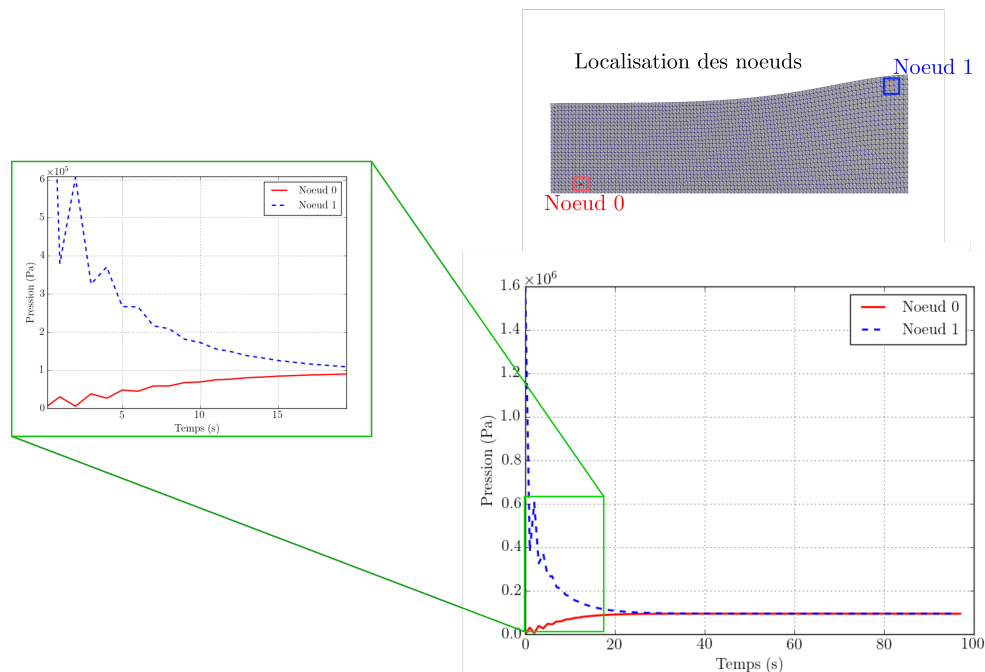 Localisation des noeuds
Noeud 1
Noeud 0
×10⁵
6
5
4
3
2
1
0
5
10
15
Pression (Pa)
Temps (s)
Noeud 0
Noeud 1
×10⁶
1.6
1.4
1.2
1.0
0.8
0.6
0.4
0.2
0.0
0
20
40
60
80
100
Pression (Pa)
Temps (s)
Noeud 0
Noeud 1